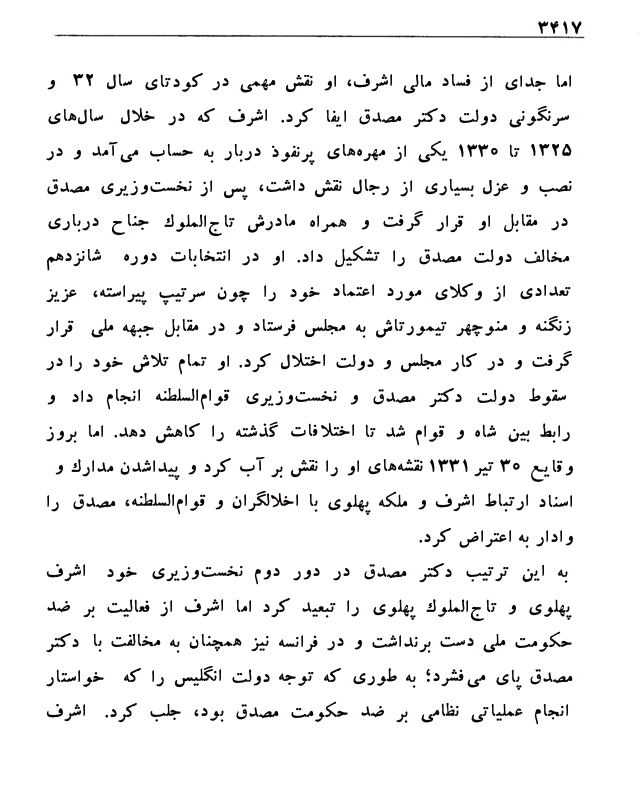 ۳۴۱۷
اما جدای از فساد مالی اشرف، او نقش مهمی در کودتای سال ۳۲ و
سرنگونی دولت دکتر مصدق ایفا کرد. اشرف که در خلال سال‌های
۱۳۲۵ تا ۱۳۳۰ یکی از مهره‌های پرنفوذ دربار به حساب می‌آمد و در
نصب و عزل بسیاری از رجال نقش داشت، پس از نخست‌وزیری مصدق
در مقابل او قرار گرفت و همراه مادرش تاج‌الملوك جناح درباری
مخالف دولت مصدق را تشکیل داد. او در انتخابات دوره شانزدهم
تعدادی از وکلای مورد اعتماد خود را چون سرتیپ پیراسته، عزیز
زنگنه و منوچهر تیمورتاش به مجلس فرستاد و در مقابل جبهه ملی قرار
گرفت و در کار مجلس و دولت اختلال کرد. او تمام تلاش خود را در
سقوط دولت دکتر مصدق و نخست‌وزیری قوام‌السلطنه انجام داد و
رابط بین شاه و قوام شد تا اختلافات گذشته را کاهش دهد. اما بروز
وقایع ۳۰ تیر ۱۳۳۱ نقشه‌های او را نقش بر آب کرد و پیداشدن مدارك و
اسناد ارتباط اشرف و ملکه پهلوی با اخلالگران و قوام‌السلطنه، مصدق را
وادار به اعتراض کرد.
به این ترتیب دکتر مصدق در دور دوم نخست‌وزیری خود اشرف
پهلوی و تاج‌الملوك پهلوی را تبعید کرد اما اشرف از فعالیت بر ضد
حکومت ملی دست برنداشت و در فرانسه نیز همچنان به مخالفت با دکتر
مصدق پای می‌فشرد؛ به طوری که توجه دولت انگلیس را که خواستار
انجام عملیاتی نظامی بر ضد حکومت مصدق بود، جلب کرد. اشرف